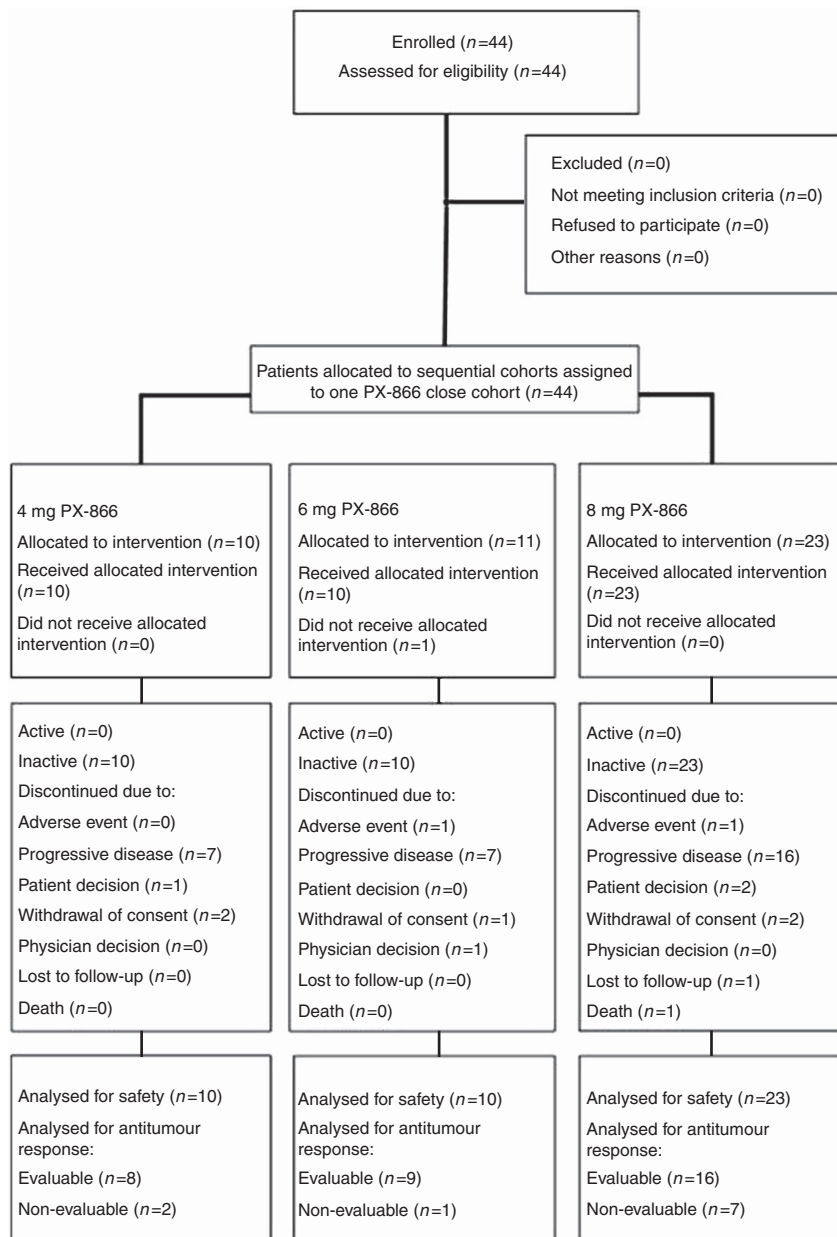 Enrolled (n=44)
Assessed for eligibility (n=44)
Excluded (n=0)
Not meeting inclusion criteria (n=0)
Refused to participate (n=0)
Other reasons (n=0)
Patients allocated to sequential cohorts assigned
to one PX-866 close cohort (n=44)
4 mg PX-866
Allocated to intervention (n=10)
Received allocated intervention
(n=10)
Did not receive allocated
intervention (n=0)
6 mg PX-866
Allocated to intervention (n=11)
Received allocated intervention
(n=10)
Did not receive allocated
intervention (n=1)
8 mg PX-866
Allocated to intervention (n=23)
Received allocated intervention
(n=23)
Did not receive allocated
intervention (n=0)
Active (n=0)
Inactive (n=10)
Discontinued due to:
Adverse event (n=0)
Progressive disease (n=7)
Patient decision (n=1)
Withdrawal of consent (n=2)
Physician decision (n=0)
Lost to follow-up (n=0)
Death (n=0)
Active (n=0)
Inactive (n=10)
Discontinued due to:
Adverse event (n=1)
Progressive disease (n=7)
Patient decision (n=0)
Withdrawal of consent (n=1)
Physician decision (n=1)
Lost to follow-up (n=0)
Death (n=0)
Active (n=0)
Inactive (n=23)
Discontinued due to:
Adverse event (n=1)
Progressive disease (n=16)
Patient decision (n=2)
Withdrawal of consent (n=2)
Physician decision (n=0)
Lost to follow-up (n=1)
Death (n=1)
Analysed for safety (n=10)
Analysed for antitumour
response:
Evaluable (n=8)
Non-evaluable (n=2)
Analysed for safety (n=10)
Analysed for antitumour
response:
Evaluable (n=9)
Non-evaluable (n=1)
Analysed for safety (n=23)
Analysed for antitumour
response:
Evaluable (n=16)
Non-evaluable (n=7)